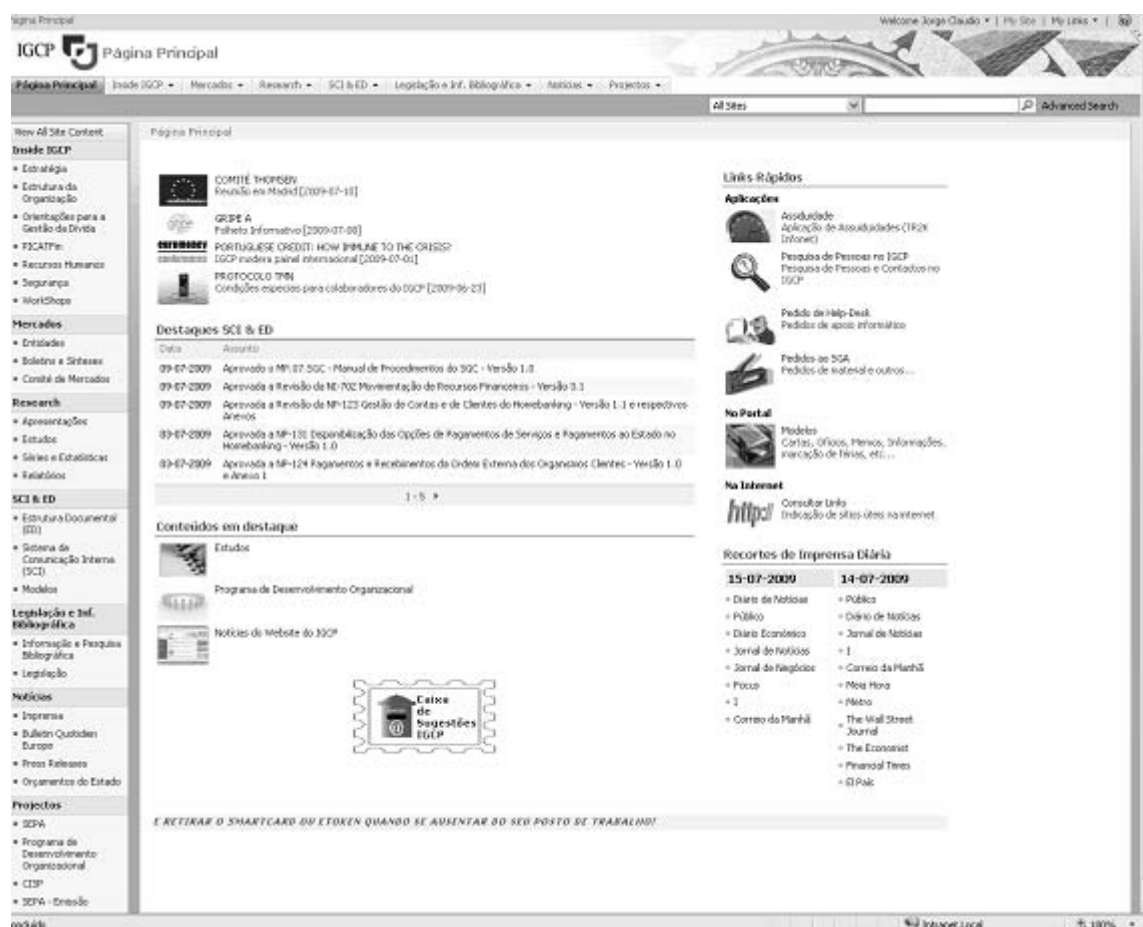 Página Principal
Welcome Jorge Claudio | My Site | My Links
IGCP Página Principal
Página Principal Inside IGCP Mercados Research SCI & ED Legislação e Inf. Bibliográfica Notícias Projectos
All Sites Advanced Search
View All Site Content
Inside IGCP
Estratégia
Estrutura da
Organização
Orientações para a
Gestão da Dívida
PICATFin
Recursos Humanos
Segurança
WorkShops
Mercados
Entidades
Boletins e Sínteses
Comité de Mercados
Research
Apresentações
Estudos
Séries e Estatísticas
Relatórios
SCI & ED
Estrutura Documental
(ED)
Sistema de
Comunicação Interna
(SCI)
Modelos
Legislação e Inf.
Bibliográfica
Informação e Pesquisa
Bibliográfica
Legislação
Notícias
Imprensa
Bulletin Quotidien
Europe
Press Releases
Orçamentos do Estado
Projectos
SEPA
Programa de
Desenvolvimento
Organizacional
CISP
SEPA - Emissão
Página Principal
COMITÉ THOMSEN
Reunião em Madrid [2009-07-10]
GRIPE A
Folheto Informativo [2009-07-08]
euromoney
conferences
PORTUGUESE CREDIT: HOW IMMUNE TO THE CRISIS?
IGCP modera painel internacional [2009-07-01]
PROTOCOLO TMN
Condições especiais para colaboradores do IGCP [2009-06-23]
Destaques SCI & ED
Data Assunto
09-07-2009 Aprovado o MP.07.SGC - Manual de Procedimentos do SGC - Versão 1.0
09-07-2009 Aprovada a Revisão da NI-702 Movimentação de Recursos Financeiros - Versão 3.1
09-07-2009 Aprovada a Revisão da NP-123 Gestão de Contas e de Clientes do Homebanking - Versão 1.1 e respectivos
Anexos
03-07-2009 Aprovada a NP-131 Disponibilização das Opções de Pagamentos de Serviços e Pagamentos ao Estado no
Homebanking - Versão 1.0
03-07-2009 Aprovada a NP-124 Pagamentos e Recebimentos da Ordem Externa dos Organismos Clientes - Versão 1.0
e Anexo 1
1 - 5
Conteúdos em destaque
Estudos
Programa de Desenvolvimento Organizacional
Notícias do Website do IGCP
Caixa
de
Sugestões
IGCP
@
E RETIRAR O SMARTCARD OU ETOKEN QUANDO SE AUSENTAR DO SEU POSTO DE TRABALHO!
Links Rápidos
Aplicações
Assiduidade
Aplicação de Assiduidades (TR2K
Infonet)
Pesquisa de Pessoas no IGCP
Pesquisa de Pessoas e Contactos no
IGCP
Pedido de Help-Desk
Pedidos de apoio informático
Pedidos ao SGA
Pedidos de material e outros...
No Portal
Modelos
Cartas, Ofícios, Memos, Informações,
marcação de férias, etc...
Na Internet
http://
Consultar Links
Indicação de sítios úteis na internet
Recortes de Imprensa Diária
15-07-2009
Diário de Notícias
Público
Diário Económico
Jornal de Notícias
Jornal de Negócios
Focus
I
Correio da Manhã
14-07-2009
Público
Diário de Notícias
Jornal de Notícias
I
Correio da Manhã
Meia Hora
Metro
The Wall Street
Journal
The Economist
Financial Times
El País
Intranet Local 100%